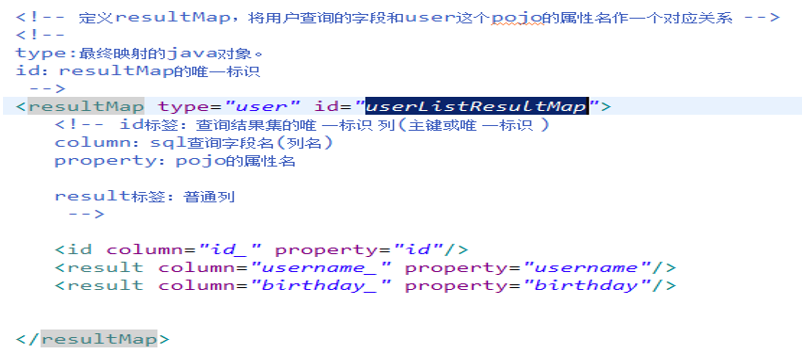 <!-- 定义resultMap，将用户查询的字段和user这个pojo的属性名作一个对应关系 -->
<!--
type:最终映射的java对象。
id：resultMap的唯一标识
-->
<resultMap type="user" id="userListResultMap">
<!-- id标签：查询结果集的唯 一标识 列(主键或唯 一标识 )
column：sql查询字段名(列名)
property：pojo的属性名
result标签：普通列
-->
<id column="id_" property="id"/>
<result column="username_" property="username"/>
<result column="birthday_" property="birthday"/>
</resultMap>